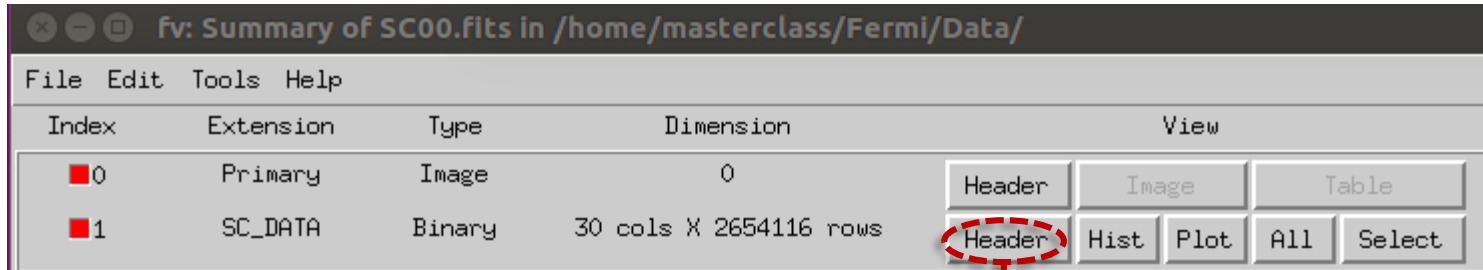 fv: Summary of SC00.fits in /home/masterclass/Fermi/Data/
File Edit Tools Help
Index Extension Type Dimension View
0 Primary Image 0 Header Image Table
1 SC_DATA Binary 30 cols X 2654116 rows Header Hist Plot All Select